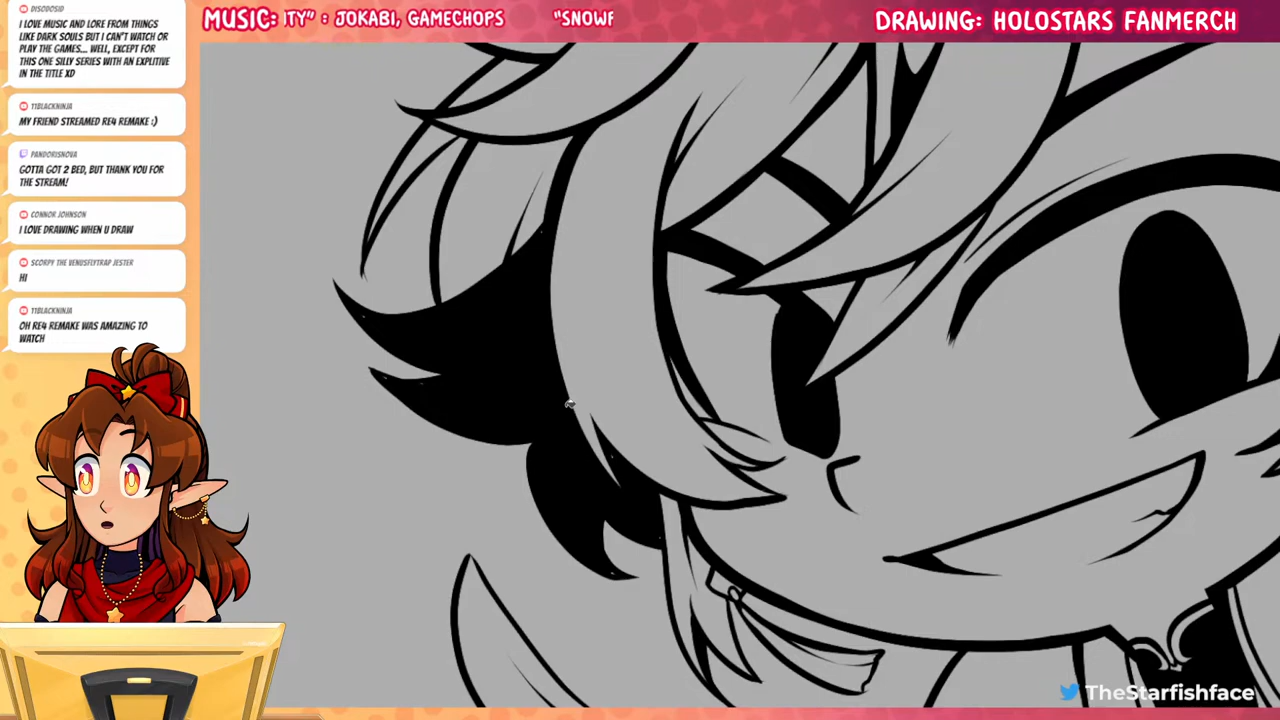 MUSIC: ITY" : JOKABI, GAMECHOPS "SNOWF
DRAWING: HOLOSTARS FANMERCH
DISODOSID
I LOVE MUSIC AND LORE FROM THINGS
LIKE DARK SOULS BUT I CAN'T WATCH OR
PLAY THE GAMES... WELL, EXCEPT FOR
THIS ONE SILLY SERIES WITH AN EXPLITIVE
IN THE TITLE XD
11BLACKNINJA
MY FRIEND STREAMED RE4 REMAKE :)
PANDORISNOVA
GOTTA GOT 2 BED, BUT THANK YOU FOR
THE STREAM!
CONNOR JOHNSON
I LOVE DRAWING WHEN U DRAW
SCORPY THE VENUSFLYTRAP JESTER
HI
11BLACKNINJA
OH RE4 REMAKE WAS AMAZING TO
WATCH
TheStarfishface